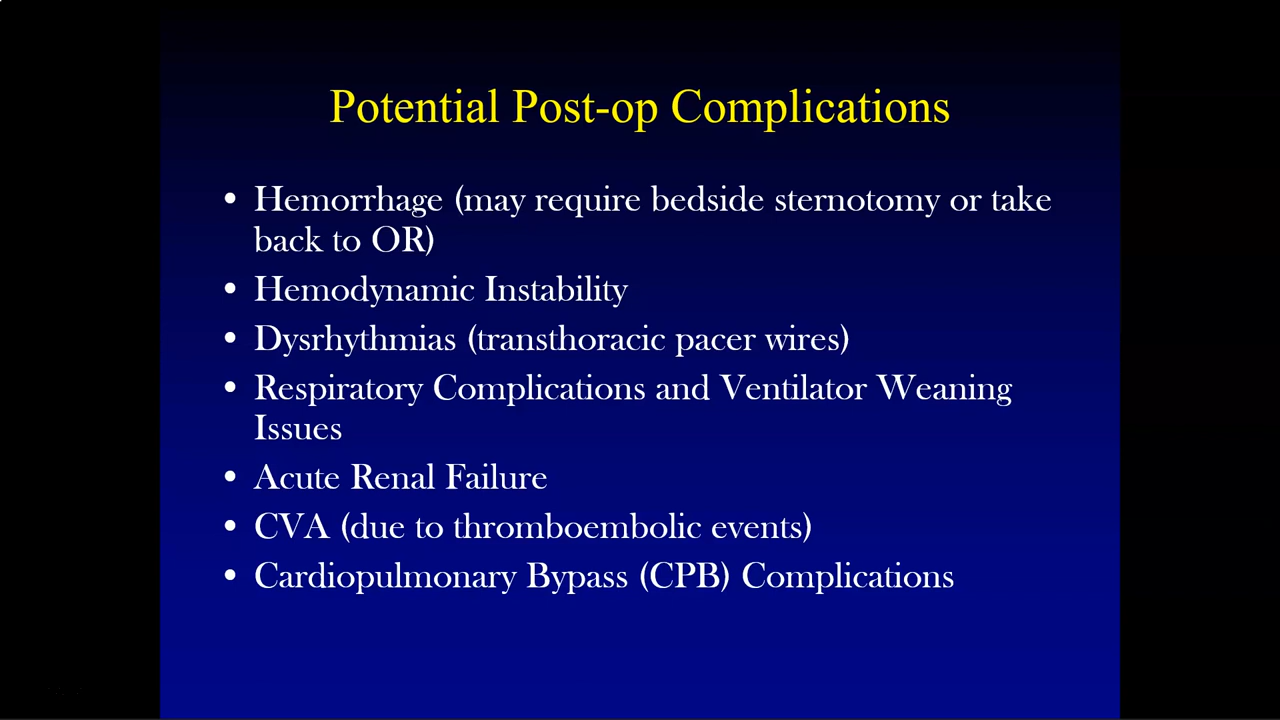 Potential Post-op Complications
• Hemorrhage (may require bedside sternotomy or take
back to OR)
• Hemodynamic Instability
• Dysrhythmias (transthoracic pacer wires)
• Respiratory Complications and Ventilator Weaning
Issues
• Acute Renal Failure
• CVA (due to thromboembolic events)
• Cardiopulmonary Bypass (CPB) Complications